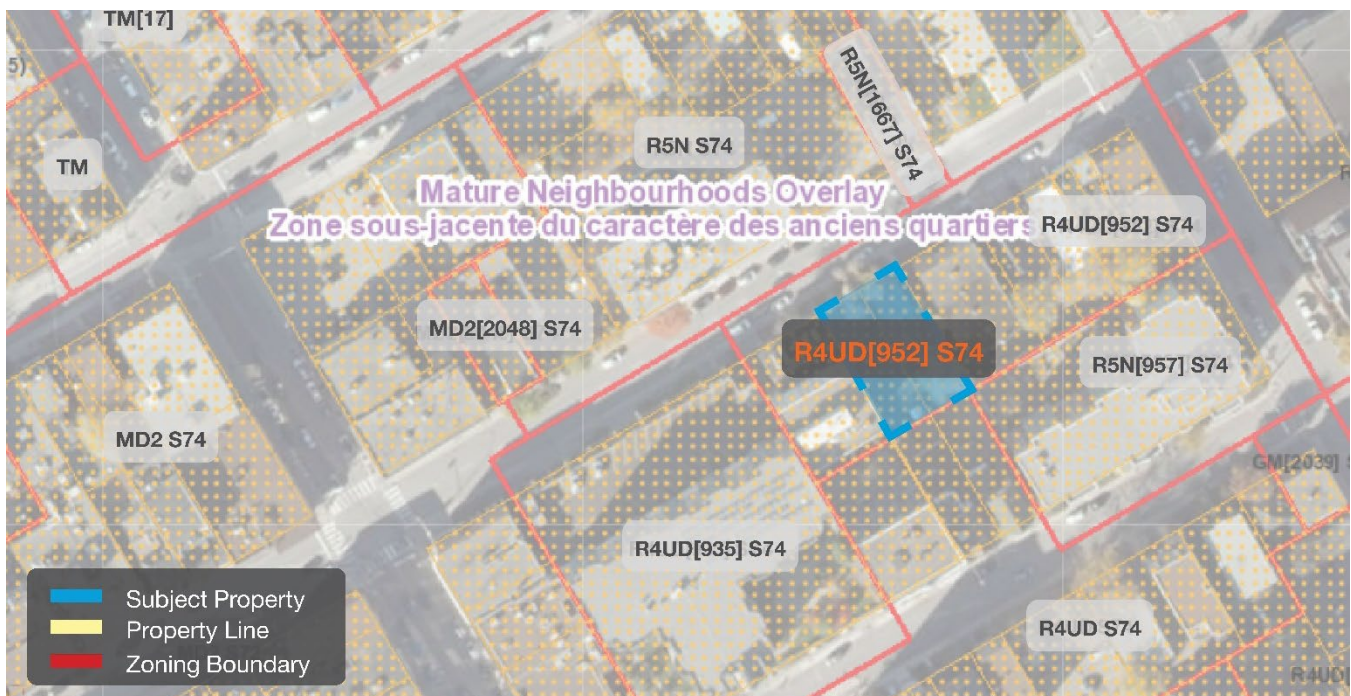 TM[17]
5)
TM
R5N S74
R5N[1667] S74
Mature Neighbourhoods Overlay
Zone sous-jacente du caractère des anciens quartiers
R4UD[952] S74
MD2[2048] S74
R4UD[952] S74
R5N[957] S74
MD2 S74
GM[2039]
R4UD[935] S74
R4UD S74
Subject Property
Property Line
Zoning Boundary